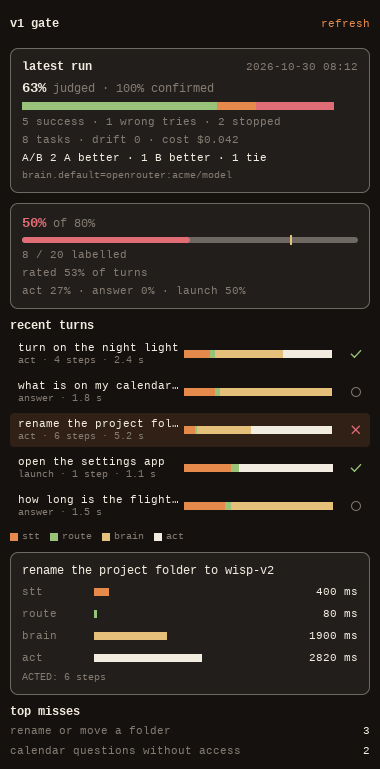 v1 gate
refresh
latest run
2026-10-30 08:12
63% judged · 100% confirmed
5 success · 1 wrong tries · 2 stopped
8 tasks · drift 0 · cost $0.042
A/B 2 A better · 1 B better · 1 tie
brain.default=openrouter:acme/model
50% of 80%
8 / 20 labelled
rated 53% of turns
act 27% · answer 0% · launch 50%
recent turns
turn on the night light
act · 4 steps · 2.4 s
what is on my calendar…
answer · 1.8 s
rename the project fol…
act · 6 steps · 5.2 s
open the settings app
launch · 1 step · 1.1 s
how long is the flight…
answer · 1.5 s
stt route brain act
rename the project folder to wisp-v2
stt 400 ms
route 80 ms
brain 1900 ms
act 2820 ms
ACTED: 6 steps
top misses
rename or move a folder 3
calendar questions without access 2